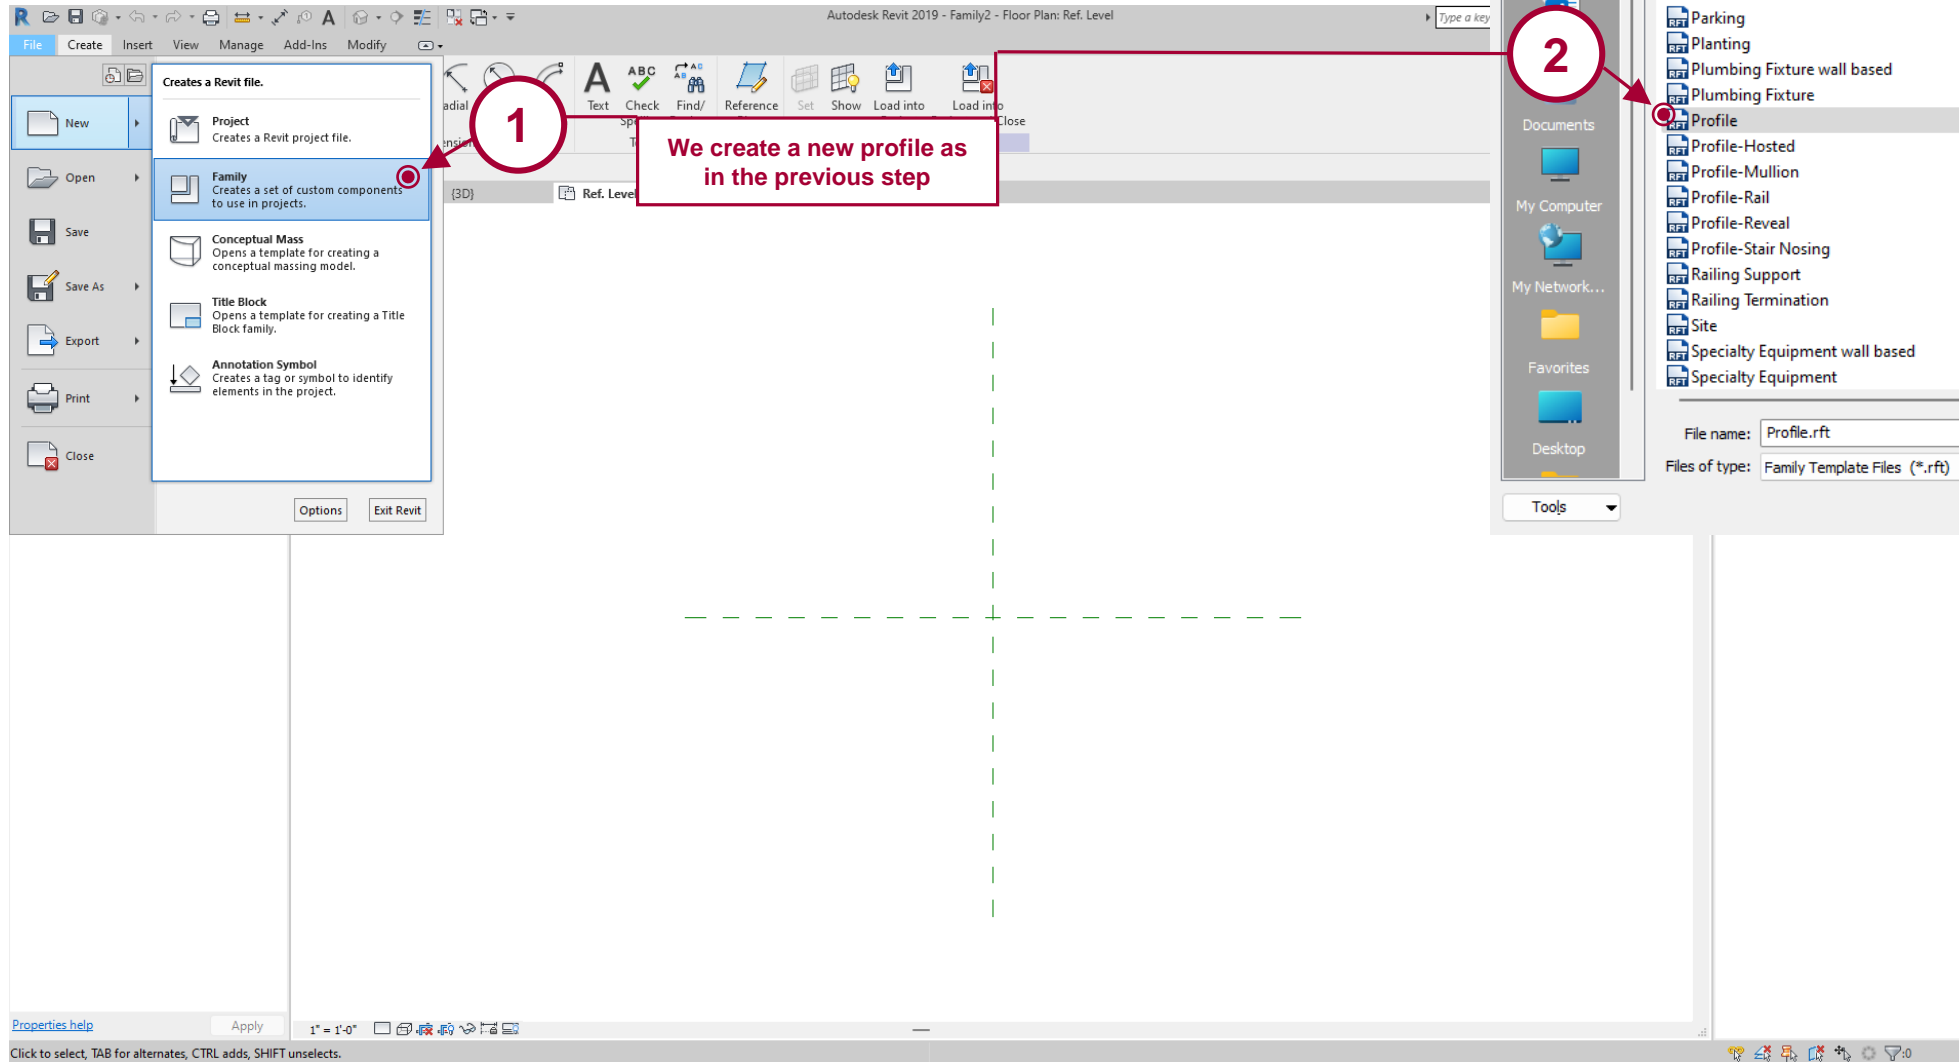 Autodesk Revit 2019 - Family2 - Floor Plan: Ref. Level
Type a key
File Create Insert View Manage Add-Ins Modify
Creates a Revit file.
New
Project
Creates a Revit project file.
Family
Creates a set of custom components
to use in projects.
Open
Save
Conceptual Mass
Opens a template for creating a
conceptual massing model.
Save As
Title Block
Opens a template for creating a Title
Block family.
Export
Annotation Symbol
Creates a tag or symbol to identify
elements in the project.
Print
Close
Options Exit Revit
1
Text
ABC
Check
Find/
Reference
Set
Show
Load into
Load into
Close
{3D}
Ref. Level
We create a new profile as
in the previous step
2
Documents
My Computer
My Network...
Favorites
Desktop
Tools
Parking
Planting
Plumbing Fixture wall based
Plumbing Fixture
Profile
Profile-Hosted
Profile-Mullion
Profile-Rail
Profile-Reveal
Profile-Stair Nosing
Railing Support
Railing Termination
Site
Specialty Equipment wall based
Specialty Equipment
File name: Profile.rft
Files of type: Family Template Files (*.rft)
Properties help Apply
1" = 1'-0"
Click to select, TAB for alternates, CTRL adds, SHIFT unselects.
:0